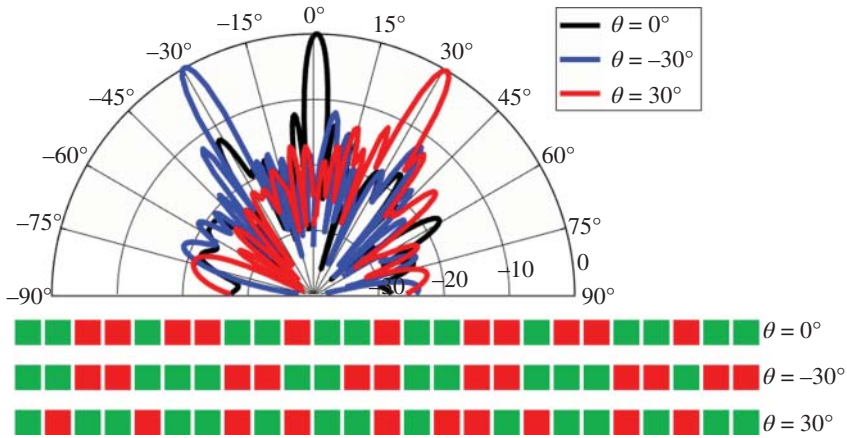 0°
–15°
15°
–30°
30°
–45°
45°
–60°
60°
–75°
75°
–90°
–30
–20
–10
0
90°
θ = 0°
θ = –30°
θ = 30°
θ = 0°
θ = –30°
θ = 30°